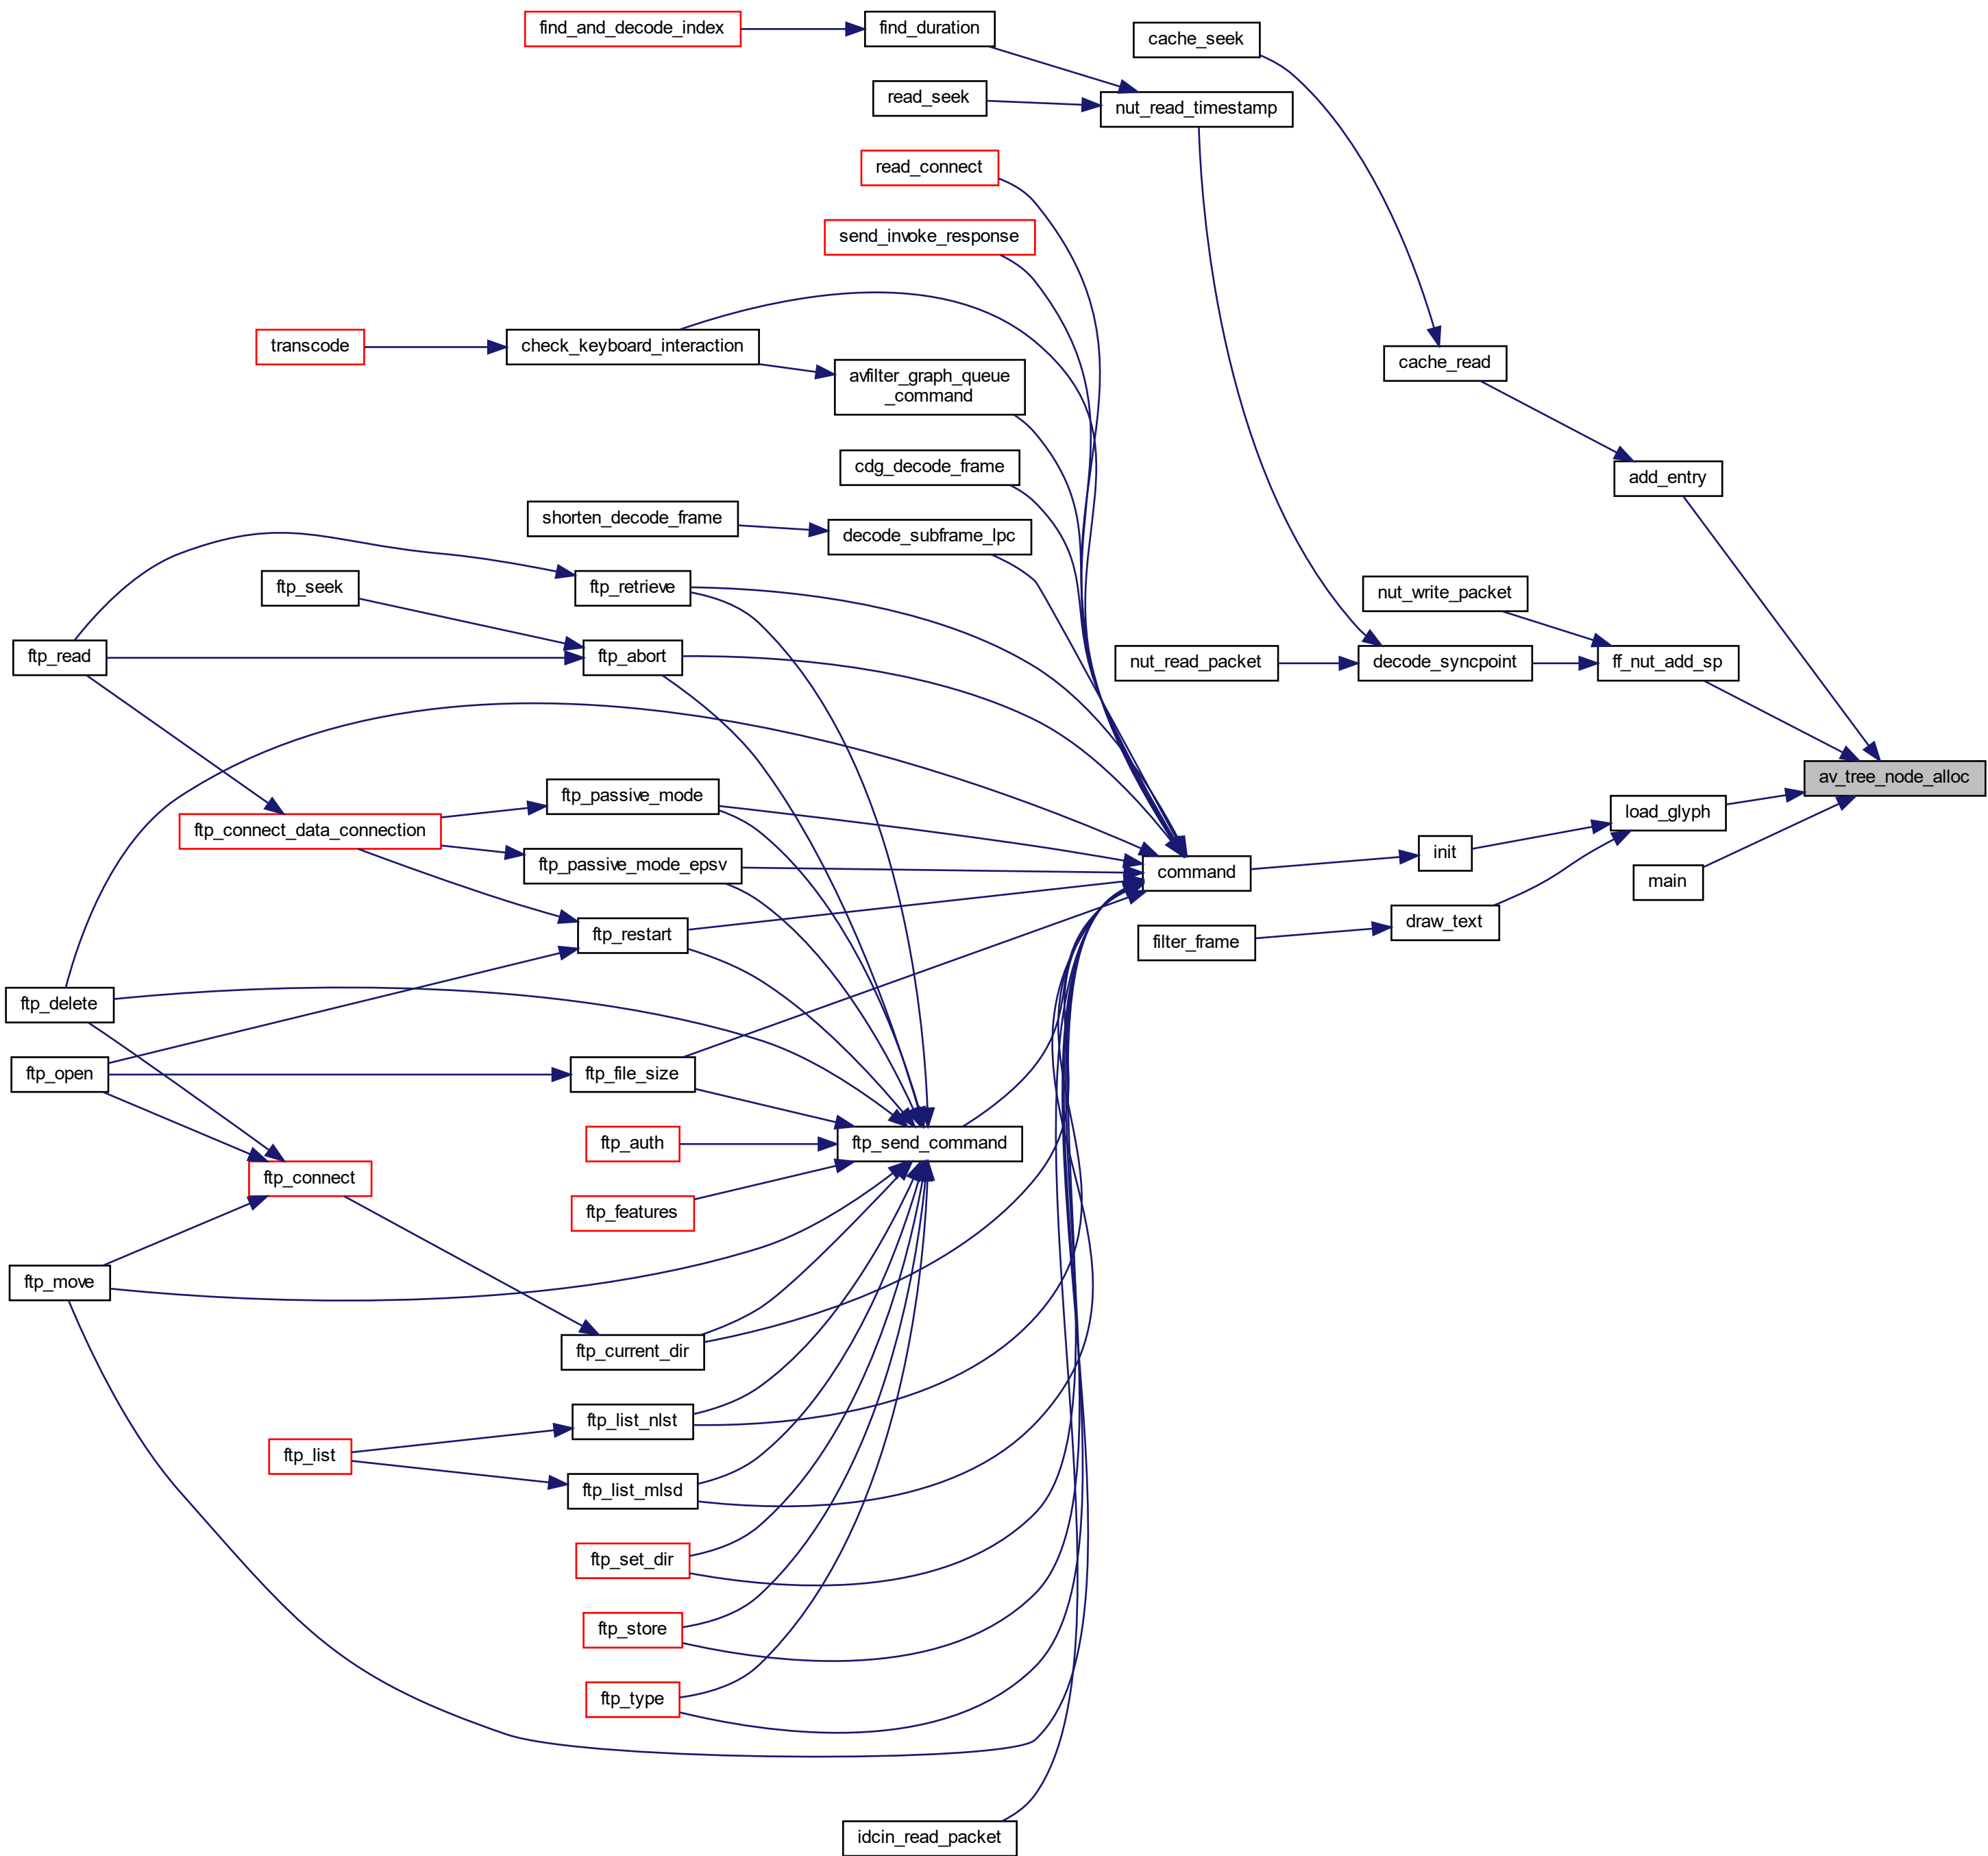 find_and_decode_index
find_duration
cache_seek
read_seek
nut_read_timestamp
read_connect
send_invoke_response
transcode
check_keyboard_interaction
cache_read
avfilter_graph_queue
_command
cdg_decode_frame
add_entry
shorten_decode_frame
decode_subframe_lpc
ftp_seek
ftp_retrieve
nut_write_packet
ftp_read
ftp_abort
nut_read_packet
decode_syncpoint
ff_nut_add_sp
av_tree_node_alloc
ftp_passive_mode
ftp_connect_data_connection
load_glyph
ftp_passive_mode_epsv
command
init
main
ftp_restart
draw_text
filter_frame
ftp_delete
ftp_open
ftp_file_size
ftp_auth
ftp_send_command
ftp_connect
ftp_features
ftp_move
ftp_current_dir
ftp_list_nlst
ftp_list
ftp_list_mlsd
ftp_set_dir
ftp_store
ftp_type
idcin_read_packet